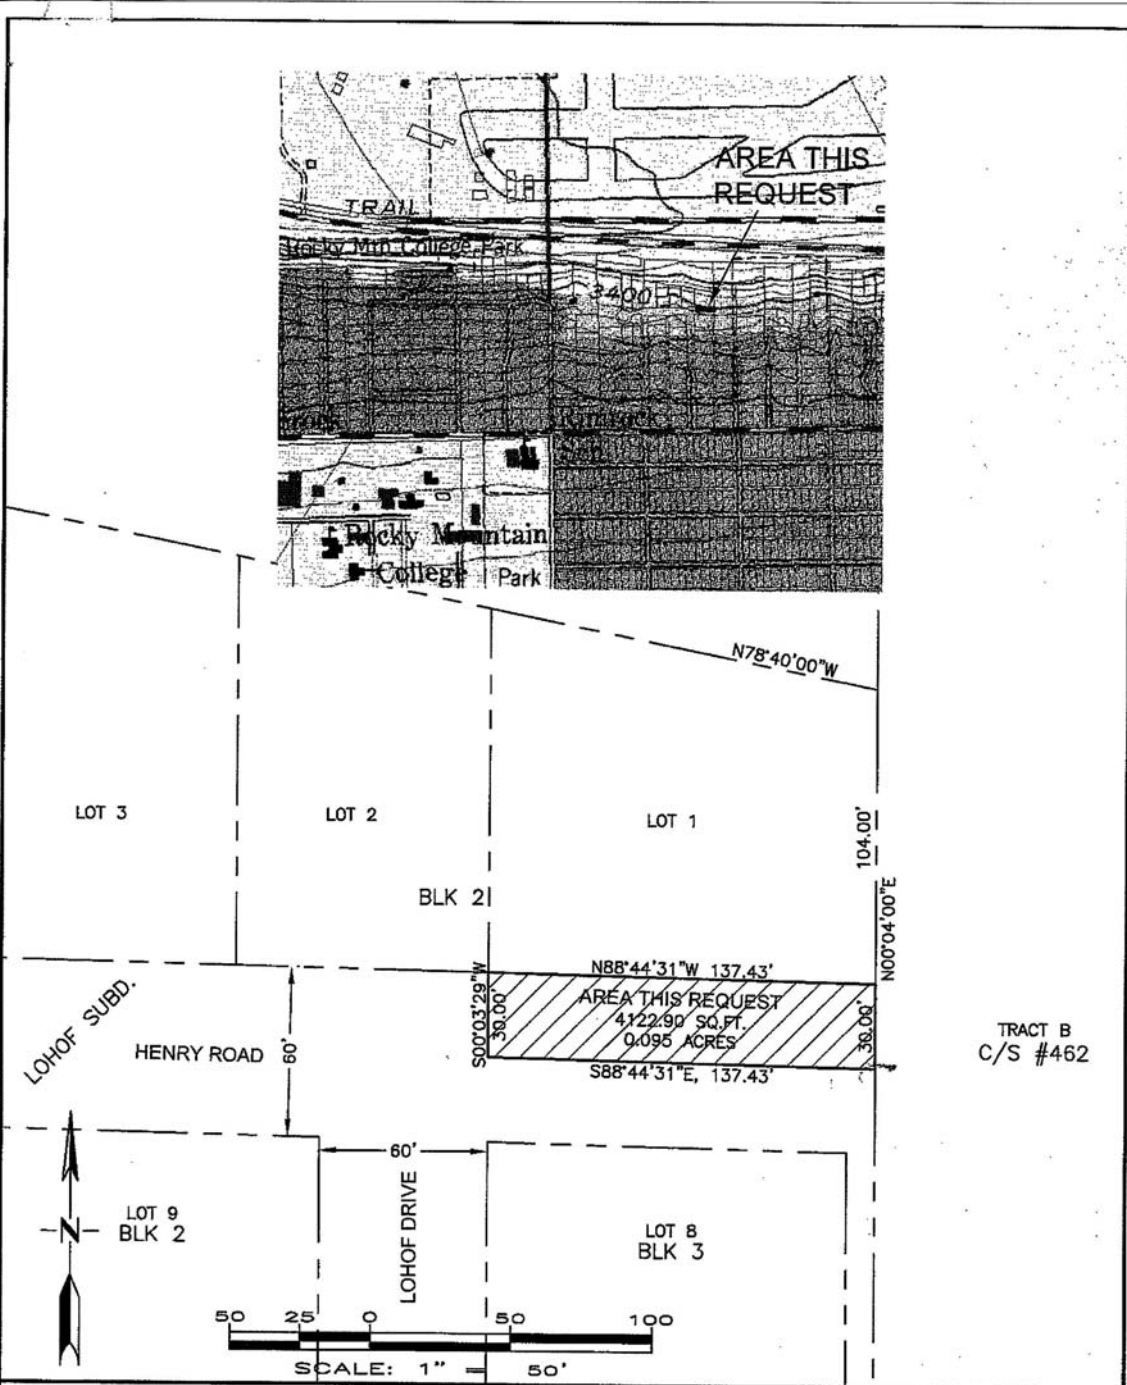 AREA THIS
REQUEST
TRAIL
Rocky Mtn College Park
3400
Rimrock
Sch
Rocky Mountain
College
Park
N78°40'00"W
LOT 3
LOT 2
LOT 1
104.00'
BLK 2
N00°04'00"E
N88°44'31"W 137.43'
S00°03'29"W
30.00'
AREA THIS REQUEST
4122.90 SQ.FT.
0.095 ACRES
30.00'
S88°44'31"E, 137.43'
LOHOF SUBD.
HENRY ROAD
60'
TRACT B
C/S #462
60'
LOHOF DRIVE
N
LOT 9
BLK 2
LOT 8
BLK 3
50 25 0 50 100
SCALE: 1" = 50'